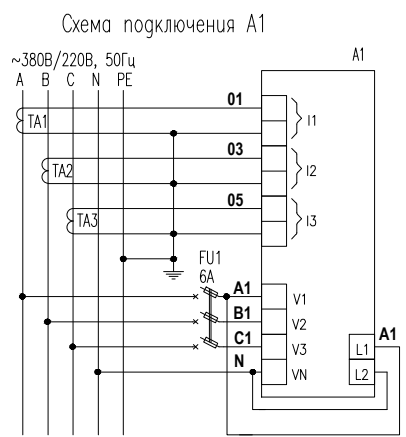 Схема подключения А1
~380В/220В, 50Гц
А В С N PE
А1
01
TA1
I1
03
TA2
I2
05
TA3
I3
FU1
6А
A1
V1
B1
V2
C1
V3
N
VN
L1
A1
L2